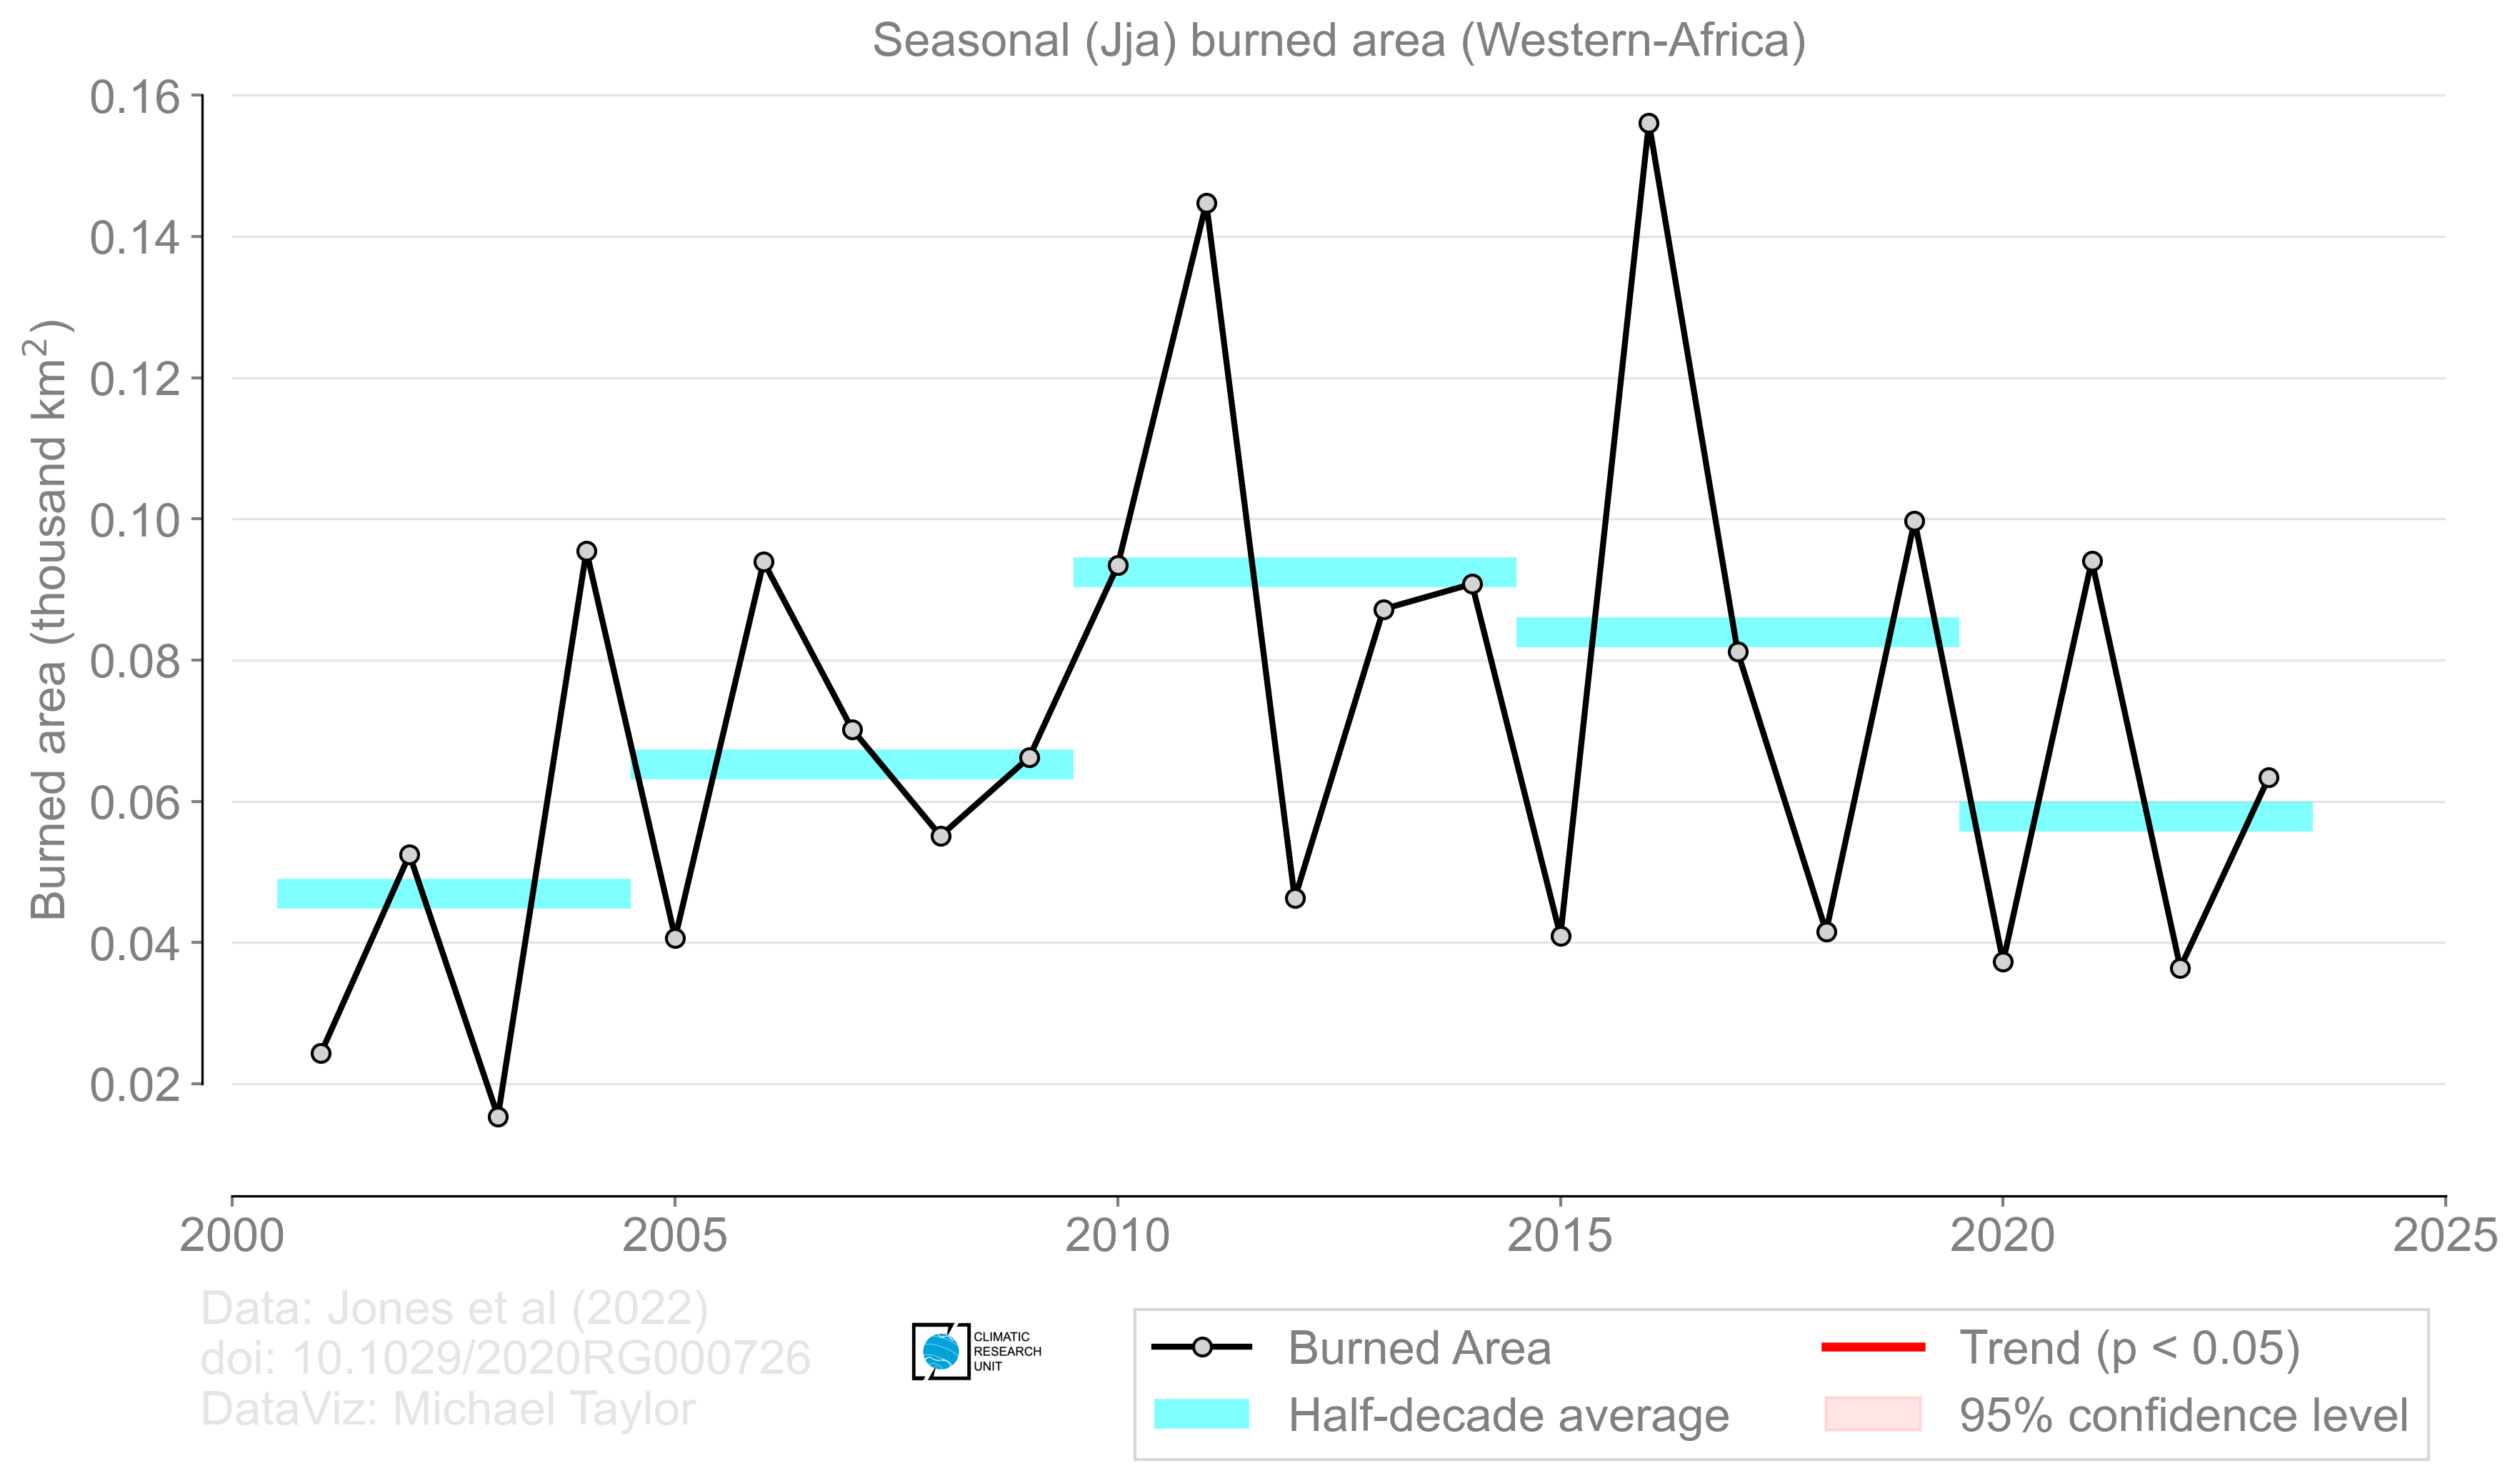 Seasonal (Jja) burned area (Western-Africa)
Burned area (thousand km²)
0.16
0.14
0.12
0.10
0.08
0.06
0.04
0.02
2000 2005 2010 2015 2020 2025
Data: Jones et al (2022)
doi: 10.1029/2020RG000726
DataViz: Michael Taylor
CLIMATIC
RESEARCH
UNIT
Burned Area
Half-decade average
Trend (p < 0.05)
95% confidence level